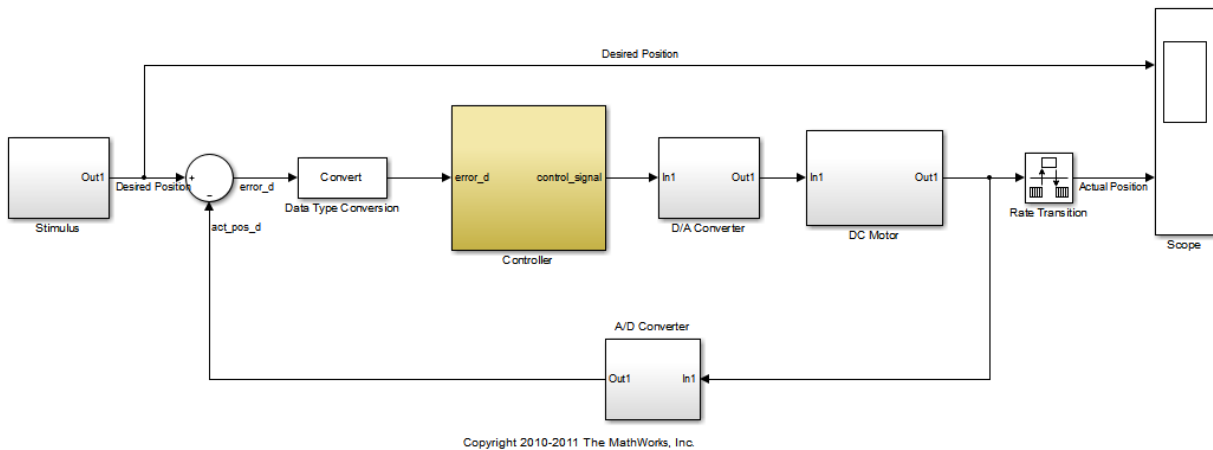 Desired Position
Out1
Stimulus
Desired Position
+
−
error_d
act_pos_d
Convert
Data Type Conversion
error_d
control_signal
Controller
In1
Out1
D/A Converter
In1
Out1
DC Motor
Rate Transition
Actual Position
Scope
A/D Converter
Out1
In1
Copyright 2010-2011 The MathWorks, Inc.